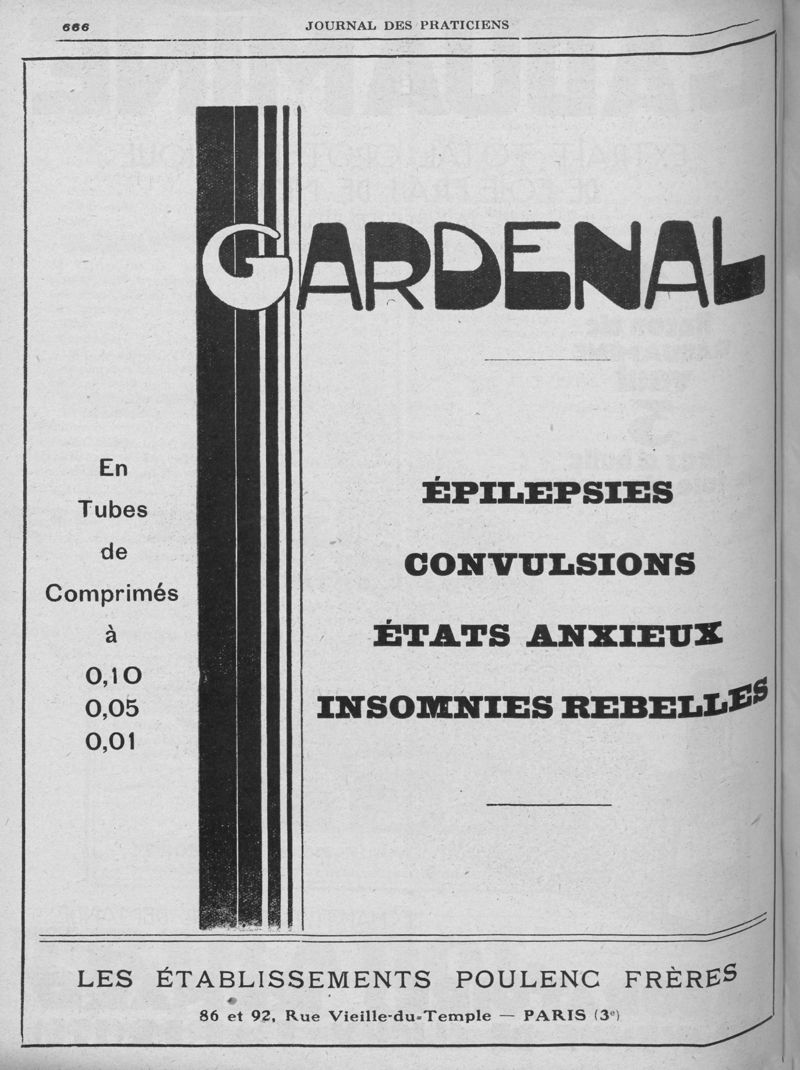 666
JOURNAL DES PRATICIENS
GARDENAL
En
Tubes
de
Comprimés
à
0,10
0,05
0,01
ÉPILEPSIES
CONVULSIONS
ÉTATS ANXIEUX
INSOMNIES REBELLES
LES ÉTABLISSEMENTS POULENC FRÈRES
86 et 92, Rue Vieille-du-Temple — PARIS (3e)